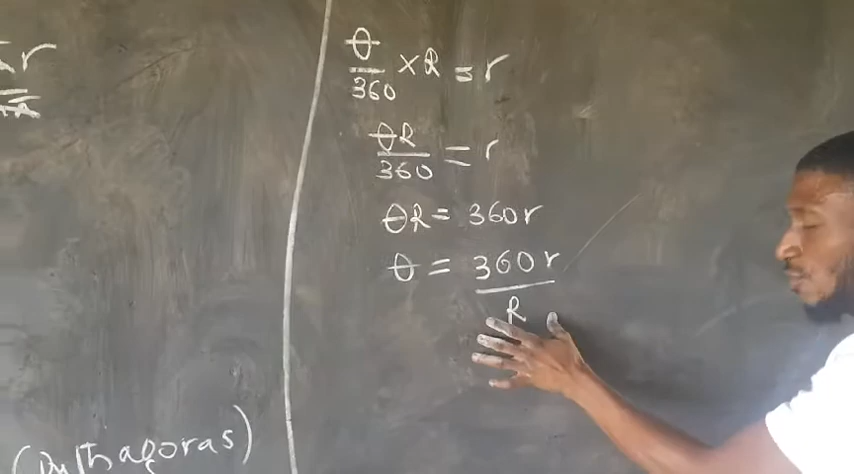 r
(Pythagoras)
θ/360 × R = r
θR/360 = r
θR = 360r
θ = 360r/R